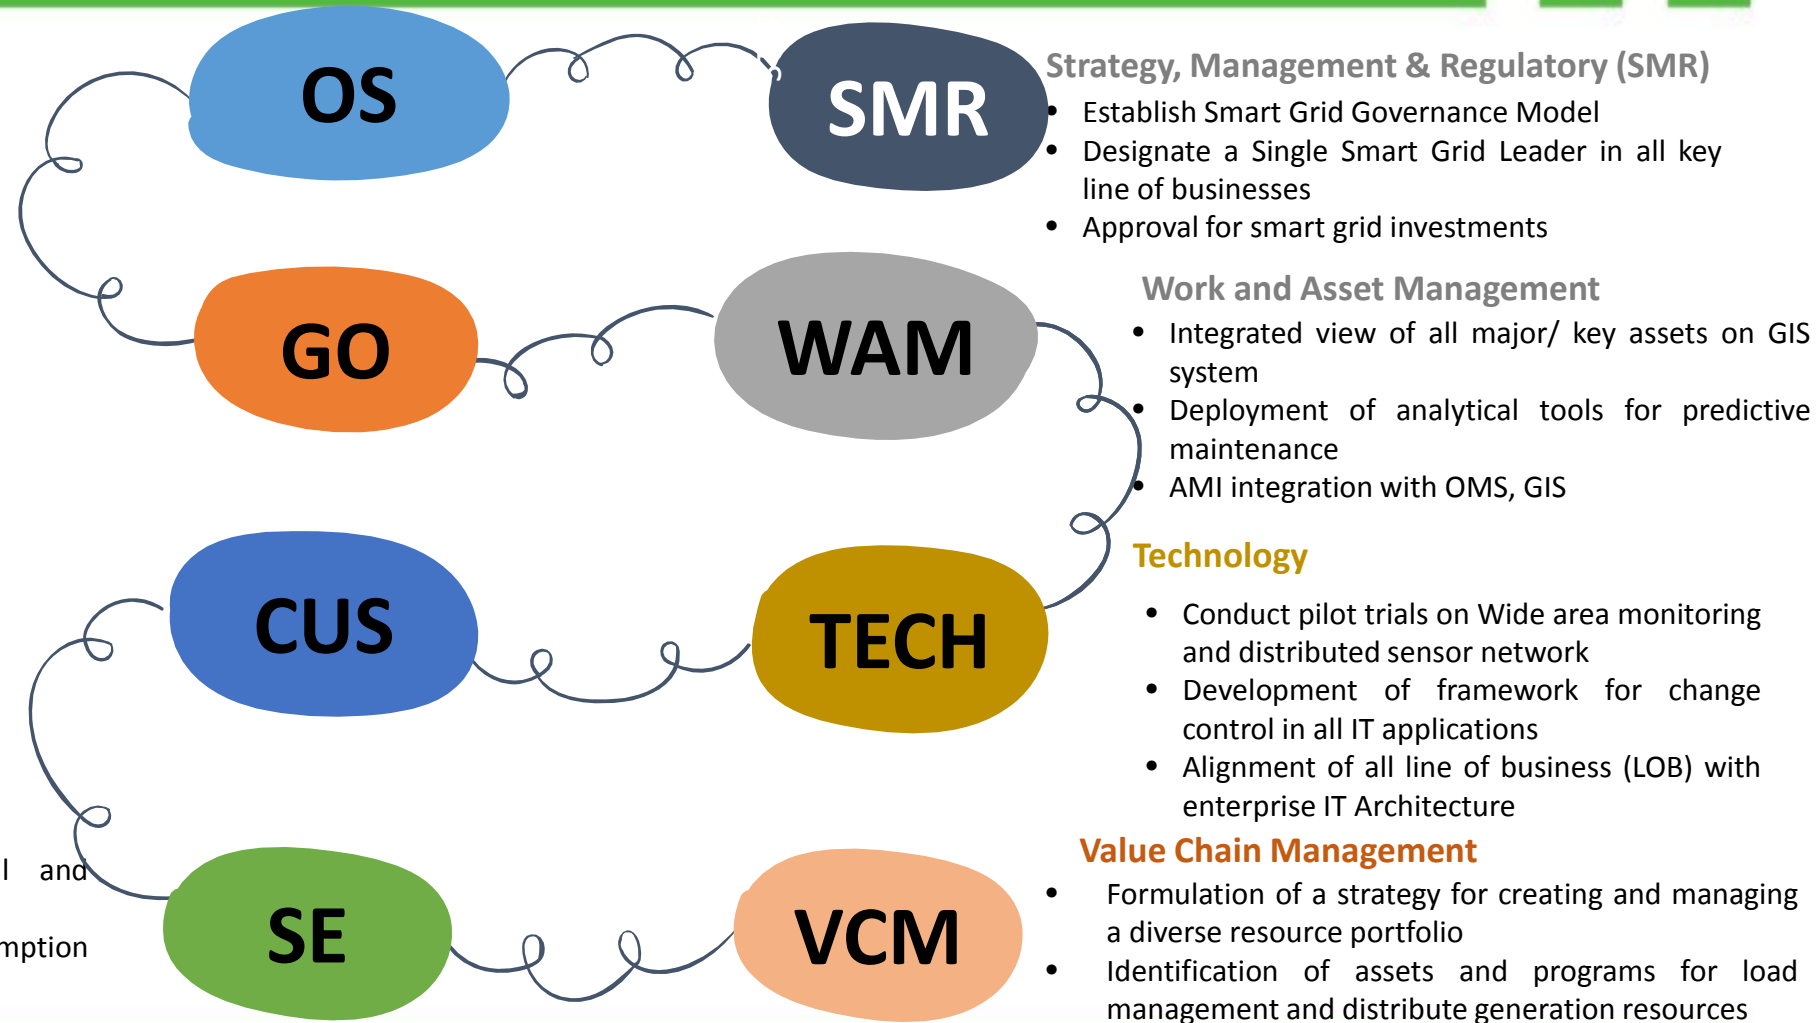 OS
SMR
Strategy, Management & Regulatory (SMR)
• Establish Smart Grid Governance Model
• Designate a Single Smart Grid Leader in all key
line of businesses
• Approval for smart grid investments
GO
WAM
Work and Asset Management
• Integrated view of all major/ key assets on GIS
system
• Deployment of analytical tools for predictive
maintenance
• AMI integration with OMS, GIS
CUS
TECH
Technology
• Conduct pilot trials on Wide area monitoring
and distributed sensor network
• Development of framework for change
control in all IT applications
• Alignment of all line of business (LOB) with
enterprise IT Architecture
l and
mption
SE
VCM
Value Chain Management
• Formulation of a strategy for creating and managing
a diverse resource portfolio
• Identification of assets and programs for load
management and distribute generation resources